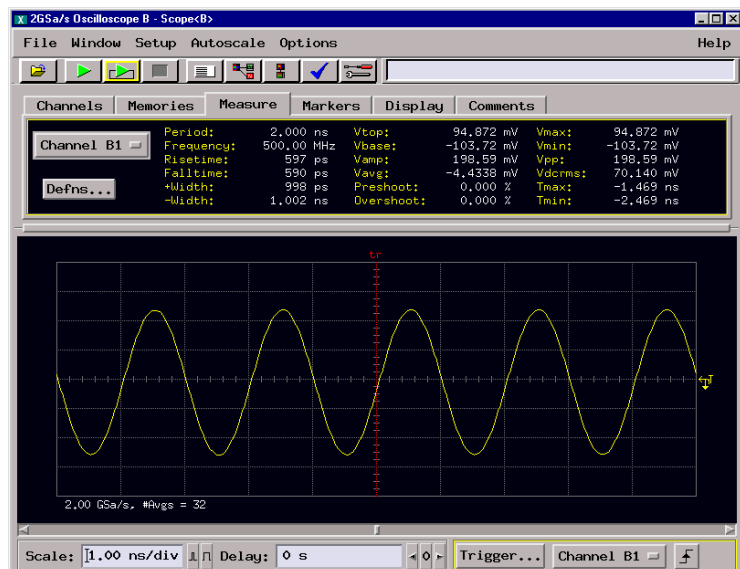 2GSa/s Oscilloscope B - Scope<B>
File Window Setup Autoscale Options Help
Channels Memories Measure Markers Display Comments
Channel B1
Defns...
Period: 2.000 ns Vtop: 94.872 mV Vmax: 94.872 mV
Frequency: 500.00 MHz Vbase: -103.72 mV Vmin: -103.72 mV
Risetime: 597 ps Vamp: 198.59 mV Vpp: 198.59 mV
Falltime: 590 ps Vavg: -4.4338 mV Vdcrms: 70.140 mV
+Width: 998 ps Preshoot: 0.000 % Tmax: -1.469 ns
-Width: 1.002 ns Overshoot: 0.000 % Tmin: -2.469 ns
tr
T
2.00 GSa/s, #Avgs = 32
Scale: 1.00 ns/div Delay: 0 s 0 Trigger... Channel B1